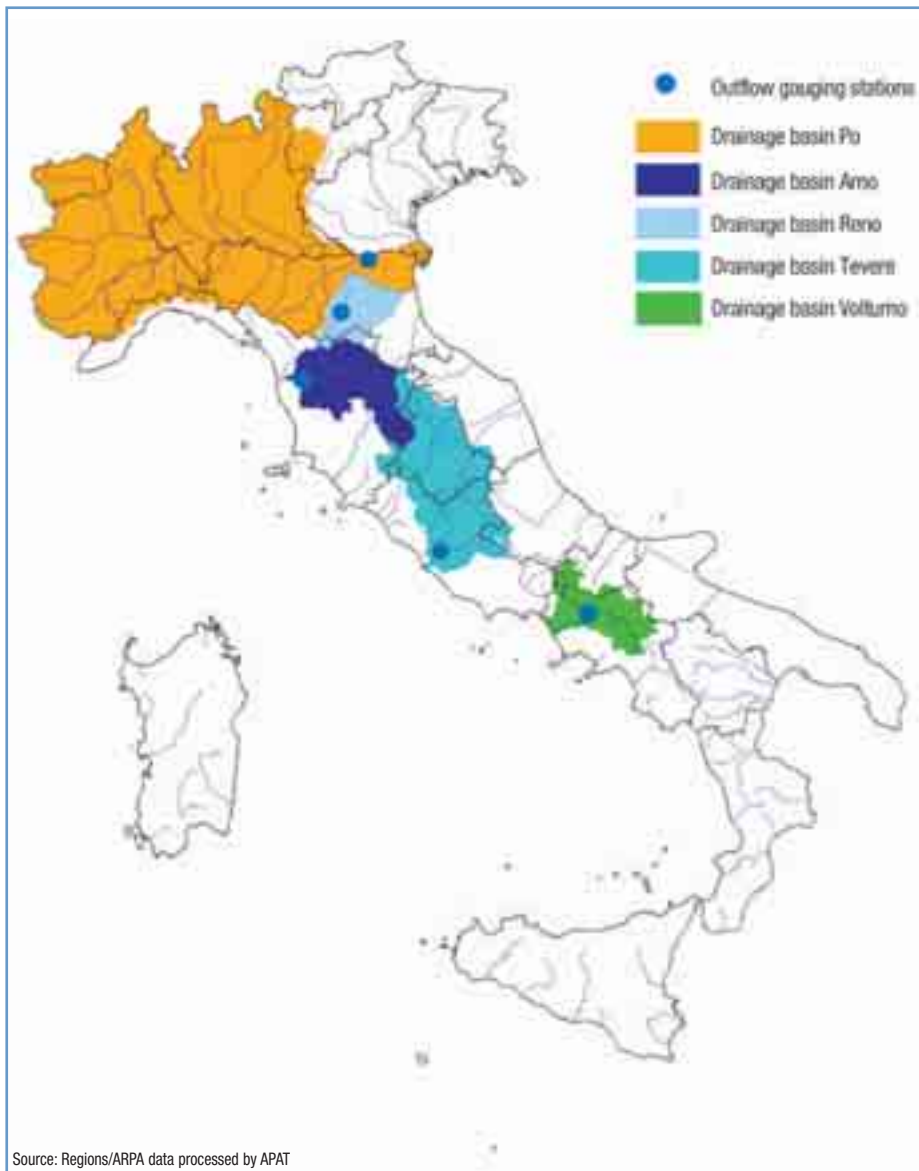 Outflow gauging stations
Drainage basin Po
Drainage basin Arno
Drainage basin Reno
Drainage basin Tevere
Drainage basin Volturno
Source: Regions/ARPA data processed by APAT